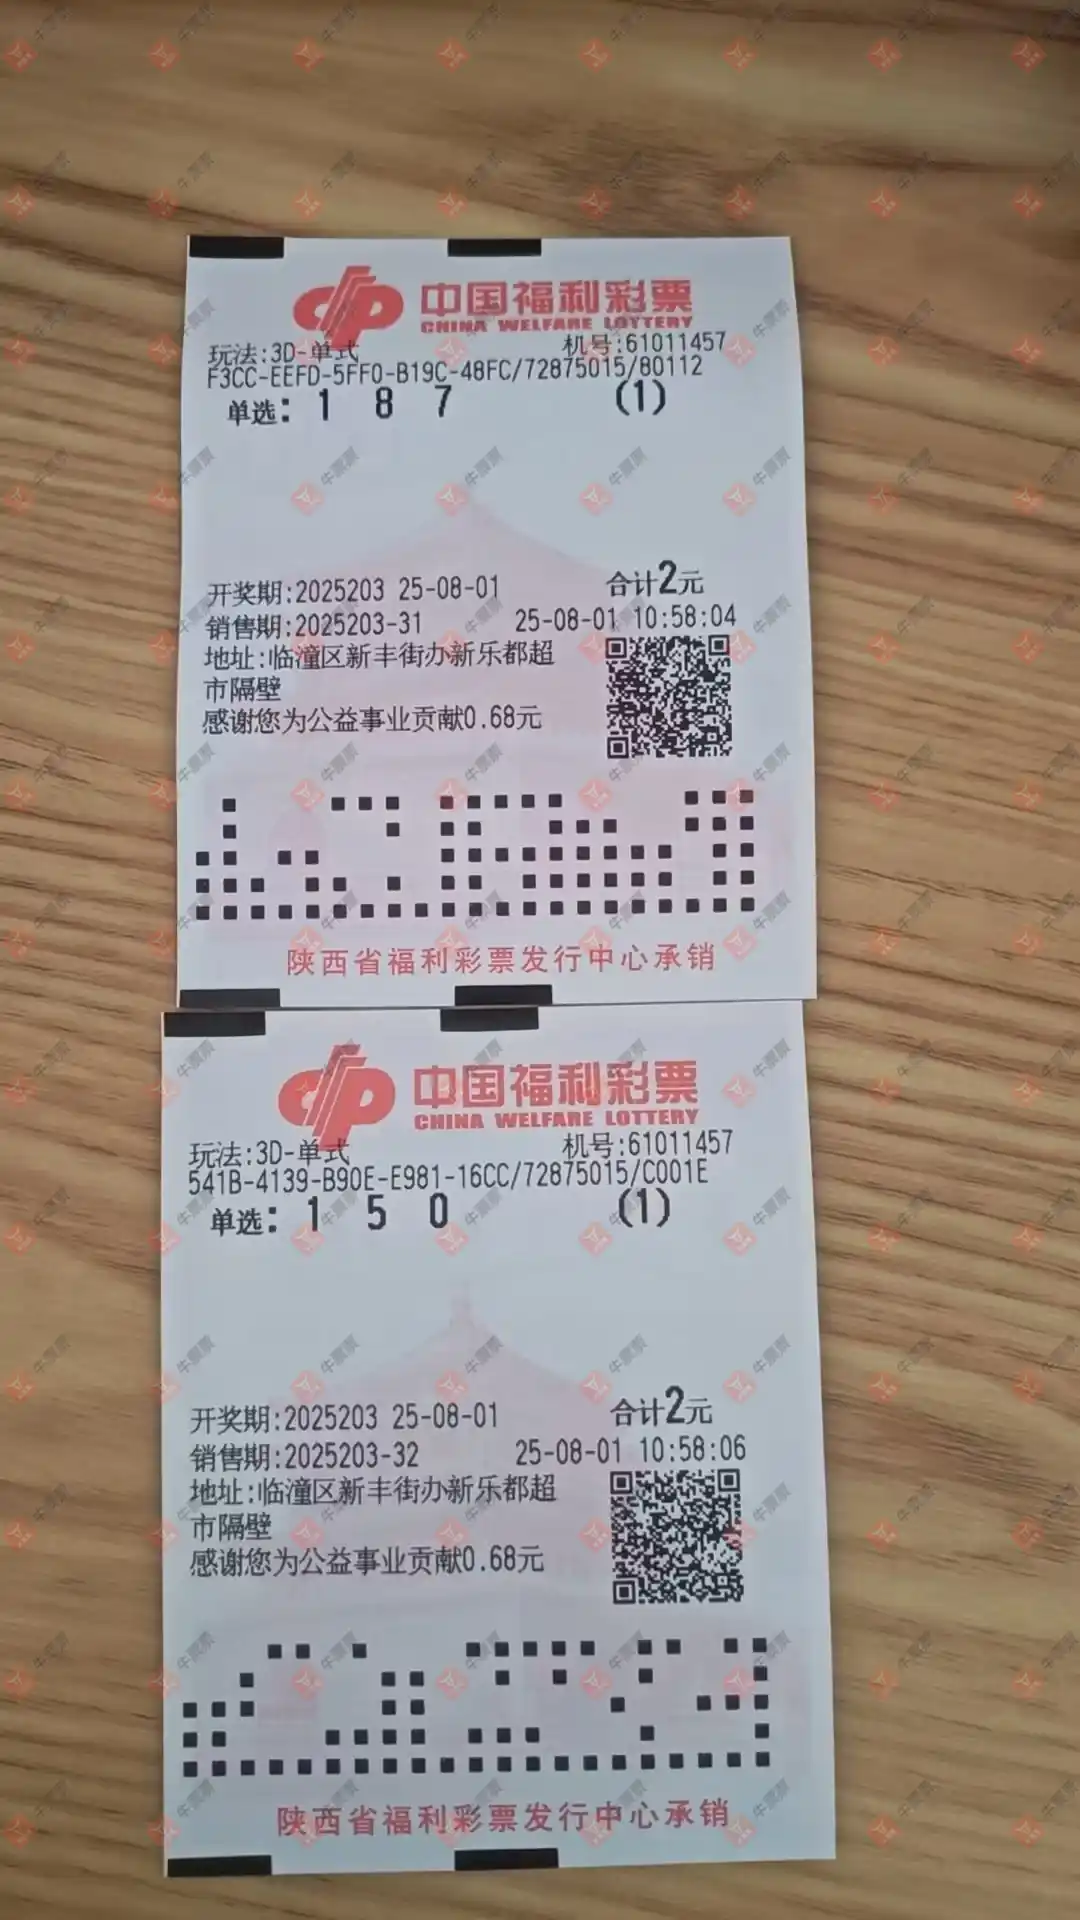 中国福利彩票
CHINA WELFARE LOTTERY
玩法:3D-单式 机号:61011457
F3CC-EEFD-5FF0-B19C-48FC/72875015/80112
单选: 1 8 7 (1)
开奖期:2025203 25-08-01 合计2元
销售期:2025203-31 25-08-01 10:58:04
地址:临潼区新丰街办新乐都超
市隔壁
感谢您为公益事业贡献0.68元
陕西省福利彩票发行中心承销
中国福利彩票
CHINA WELFARE LOTTERY
玩法:3D-单式 机号:61011457
541B-4139-B90E-E981-16CC/72875015/C001E
单选: 1 5 0 (1)
开奖期:2025203 25-08-01 合计2元
销售期:2025203-32 25-08-01 10:58:06
地址:临潼区新丰街办新乐都超
市隔壁
感谢您为公益事业贡献0.68元
陕西省福利彩票发行中心承销
牛票票